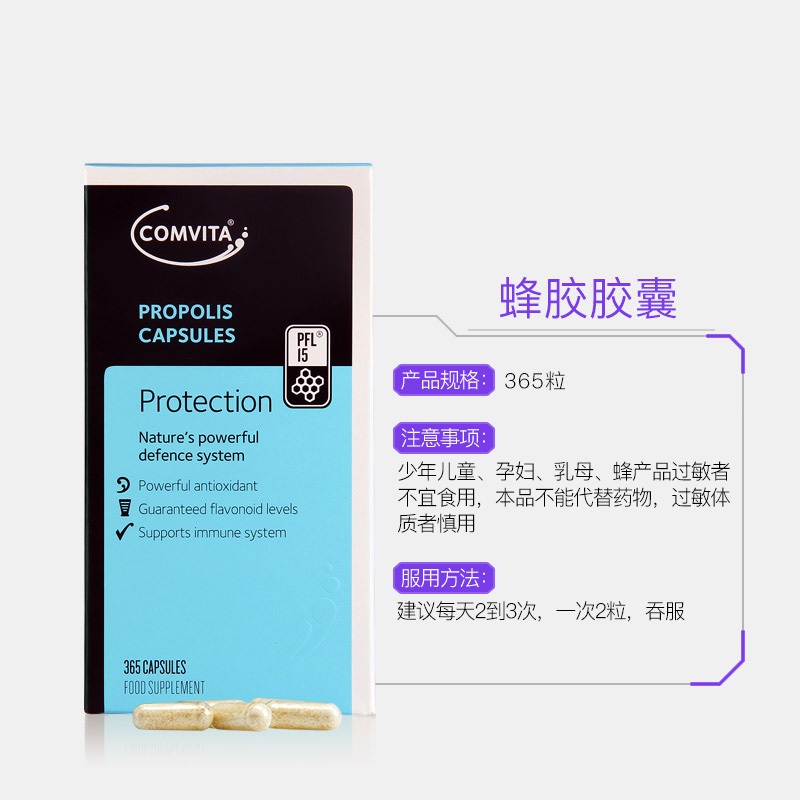 COMVITA®
PROPOLIS
CAPSULES
PFL®
15
Protection
Nature's powerful
defence system
Powerful antioxidant
Guaranteed flavonoid levels
Supports immune system
365 CAPSULES
FOOD SUPPLEMENT
蜂胶胶囊
产品规格： 365粒
注意事项：
少年儿童、孕妇、乳母、蜂产品过敏者
不宜食用，本品不能代替药物，过敏体
质者慎用
服用方法：
建议每天2到3次，一次2粒，吞服